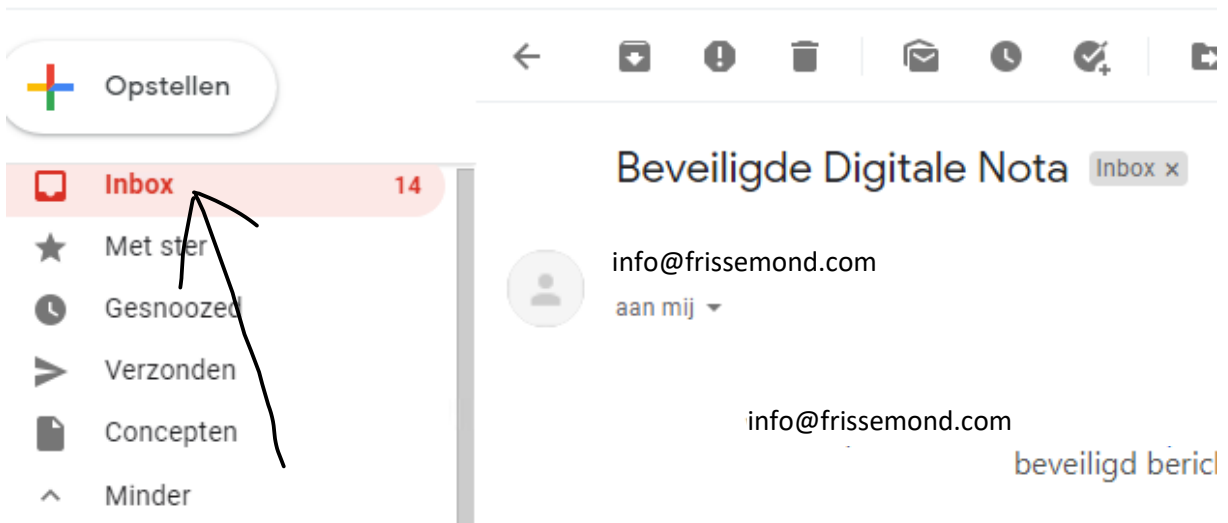 Opstellen
Inbox 14
Met ster
Gesnoozed
Verzonden
Concepten
Minder
Beveiligde Digitale Nota Inbox x
info@frissemond.com
aan mij
info@frissemond.com
beveiligd